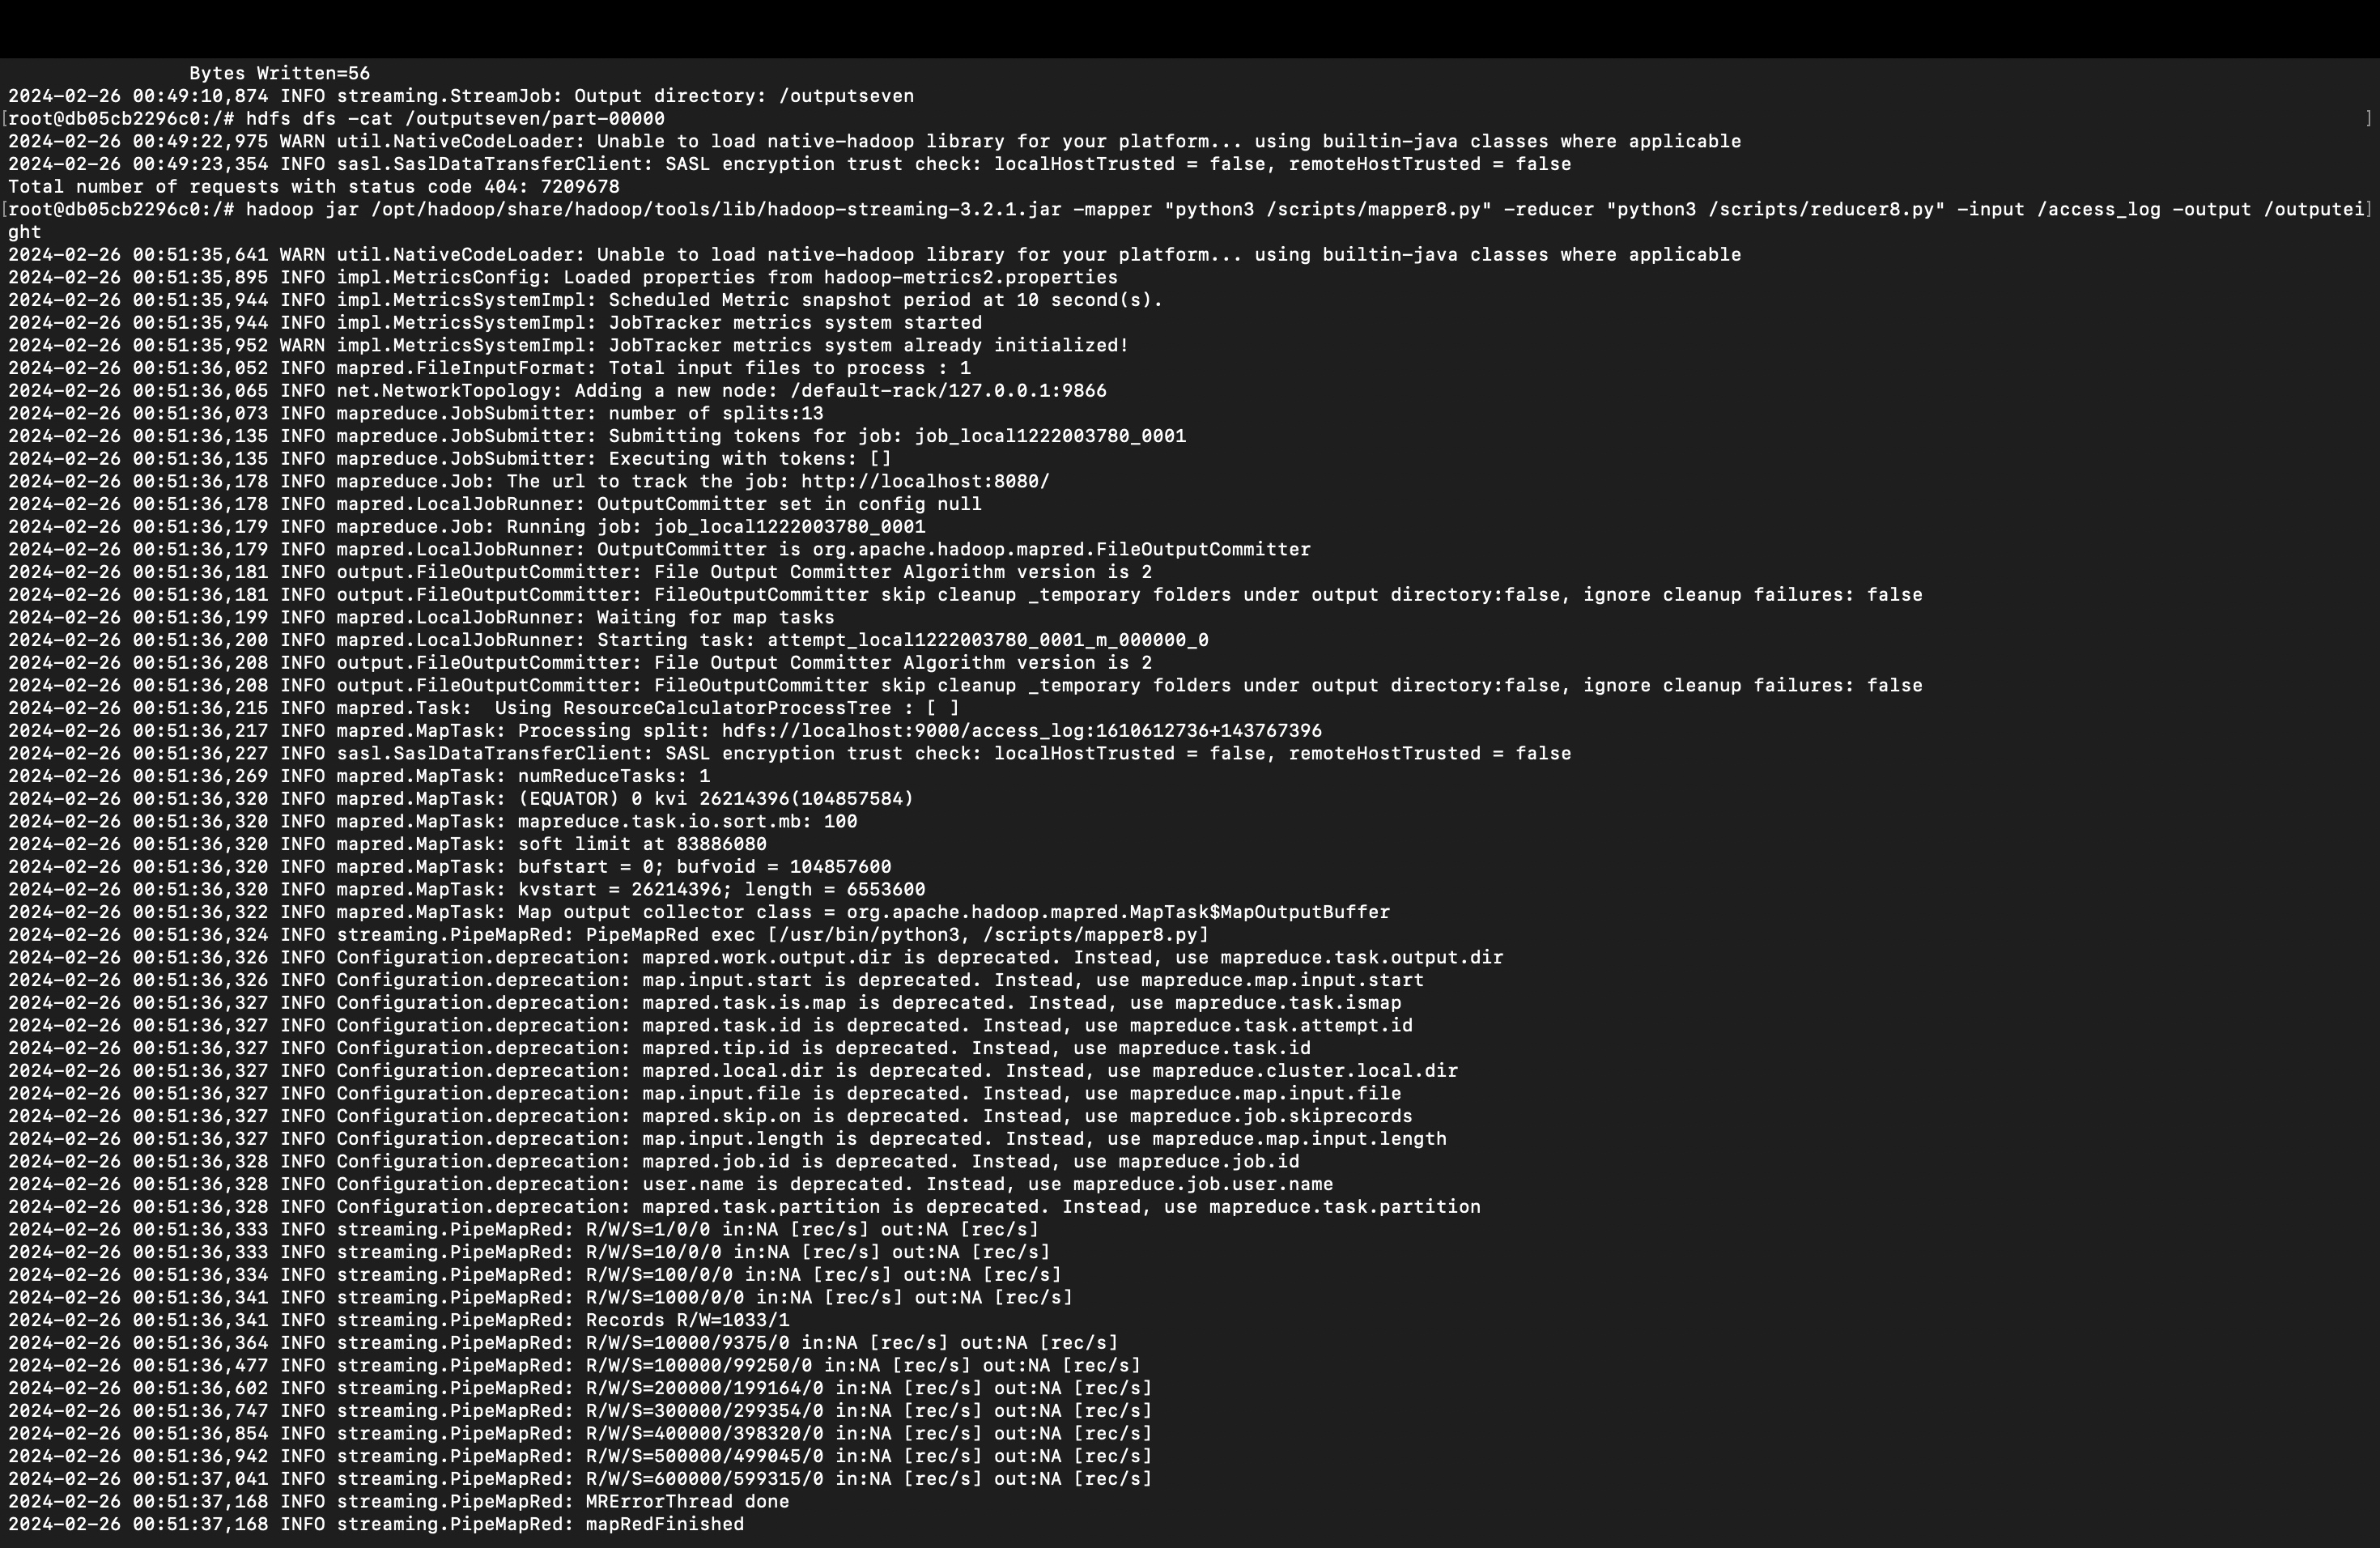 Bytes Written=56
2024-02-26 00:49:10,874 INFO streaming.StreamJob: Output directory: /outputseven
[root@db05cb2296c0:/# hdfs dfs -cat /outputseven/part-00000 ]
2024-02-26 00:49:22,975 WARN util.NativeCodeLoader: Unable to load native-hadoop library for your platform... using builtin-java classes where applicable
2024-02-26 00:49:23,354 INFO sasl.SaslDataTransferClient: SASL encryption trust check: localHostTrusted = false, remoteHostTrusted = false
Total number of requests with status code 404: 7209678
[root@db05cb2296c0:/# hadoop jar /opt/hadoop/share/hadoop/tools/lib/hadoop-streaming-3.2.1.jar -mapper "python3 /scripts/mapper8.py" -reducer "python3 /scripts/reducer8.py" -input /access_log -output /outputei]
ght
2024-02-26 00:51:35,641 WARN util.NativeCodeLoader: Unable to load native-hadoop library for your platform... using builtin-java classes where applicable
2024-02-26 00:51:35,895 INFO impl.MetricsConfig: Loaded properties from hadoop-metrics2.properties
2024-02-26 00:51:35,944 INFO impl.MetricsSystemImpl: Scheduled Metric snapshot period at 10 second(s).
2024-02-26 00:51:35,944 INFO impl.MetricsSystemImpl: JobTracker metrics system started
2024-02-26 00:51:35,952 WARN impl.MetricsSystemImpl: JobTracker metrics system already initialized!
2024-02-26 00:51:36,052 INFO mapred.FileInputFormat: Total input files to process : 1
2024-02-26 00:51:36,065 INFO net.NetworkTopology: Adding a new node: /default-rack/127.0.0.1:9866
2024-02-26 00:51:36,073 INFO mapreduce.JobSubmitter: number of splits:13
2024-02-26 00:51:36,135 INFO mapreduce.JobSubmitter: Submitting tokens for job: job_local1222003780_0001
2024-02-26 00:51:36,135 INFO mapreduce.JobSubmitter: Executing with tokens: []
2024-02-26 00:51:36,178 INFO mapreduce.Job: The url to track the job: http://localhost:8080/
2024-02-26 00:51:36,178 INFO mapred.LocalJobRunner: OutputCommitter set in config null
2024-02-26 00:51:36,179 INFO mapreduce.Job: Running job: job_local1222003780_0001
2024-02-26 00:51:36,179 INFO mapred.LocalJobRunner: OutputCommitter is org.apache.hadoop.mapred.FileOutputCommitter
2024-02-26 00:51:36,181 INFO output.FileOutputCommitter: File Output Committer Algorithm version is 2
2024-02-26 00:51:36,181 INFO output.FileOutputCommitter: FileOutputCommitter skip cleanup _temporary folders under output directory:false, ignore cleanup failures: false
2024-02-26 00:51:36,199 INFO mapred.LocalJobRunner: Waiting for map tasks
2024-02-26 00:51:36,200 INFO mapred.LocalJobRunner: Starting task: attempt_local1222003780_0001_m_000000_0
2024-02-26 00:51:36,208 INFO output.FileOutputCommitter: File Output Committer Algorithm version is 2
2024-02-26 00:51:36,208 INFO output.FileOutputCommitter: FileOutputCommitter skip cleanup _temporary folders under output directory:false, ignore cleanup failures: false
2024-02-26 00:51:36,215 INFO mapred.Task:  Using ResourceCalculatorProcessTree : [ ]
2024-02-26 00:51:36,217 INFO mapred.MapTask: Processing split: hdfs://localhost:9000/access_log:1610612736+143767396
2024-02-26 00:51:36,227 INFO sasl.SaslDataTransferClient: SASL encryption trust check: localHostTrusted = false, remoteHostTrusted = false
2024-02-26 00:51:36,269 INFO mapred.MapTask: numReduceTasks: 1
2024-02-26 00:51:36,320 INFO mapred.MapTask: (EQUATOR) 0 kvi 26214396(104857584)
2024-02-26 00:51:36,320 INFO mapred.MapTask: mapreduce.task.io.sort.mb: 100
2024-02-26 00:51:36,320 INFO mapred.MapTask: soft limit at 83886080
2024-02-26 00:51:36,320 INFO mapred.MapTask: bufstart = 0; bufvoid = 104857600
2024-02-26 00:51:36,320 INFO mapred.MapTask: kvstart = 26214396; length = 6553600
2024-02-26 00:51:36,322 INFO mapred.MapTask: Map output collector class = org.apache.hadoop.mapred.MapTask$MapOutputBuffer
2024-02-26 00:51:36,324 INFO streaming.PipeMapRed: PipeMapRed exec [/usr/bin/python3, /scripts/mapper8.py]
2024-02-26 00:51:36,326 INFO Configuration.deprecation: mapred.work.output.dir is deprecated. Instead, use mapreduce.task.output.dir
2024-02-26 00:51:36,326 INFO Configuration.deprecation: map.input.start is deprecated. Instead, use mapreduce.map.input.start
2024-02-26 00:51:36,327 INFO Configuration.deprecation: mapred.task.is.map is deprecated. Instead, use mapreduce.task.ismap
2024-02-26 00:51:36,327 INFO Configuration.deprecation: mapred.task.id is deprecated. Instead, use mapreduce.task.attempt.id
2024-02-26 00:51:36,327 INFO Configuration.deprecation: mapred.tip.id is deprecated. Instead, use mapreduce.task.id
2024-02-26 00:51:36,327 INFO Configuration.deprecation: mapred.local.dir is deprecated. Instead, use mapreduce.cluster.local.dir
2024-02-26 00:51:36,327 INFO Configuration.deprecation: map.input.file is deprecated. Instead, use mapreduce.map.input.file
2024-02-26 00:51:36,327 INFO Configuration.deprecation: mapred.skip.on is deprecated. Instead, use mapreduce.job.skiprecords
2024-02-26 00:51:36,327 INFO Configuration.deprecation: map.input.length is deprecated. Instead, use mapreduce.map.input.length
2024-02-26 00:51:36,328 INFO Configuration.deprecation: mapred.job.id is deprecated. Instead, use mapreduce.job.id
2024-02-26 00:51:36,328 INFO Configuration.deprecation: user.name is deprecated. Instead, use mapreduce.job.user.name
2024-02-26 00:51:36,328 INFO Configuration.deprecation: mapred.task.partition is deprecated. Instead, use mapreduce.task.partition
2024-02-26 00:51:36,333 INFO streaming.PipeMapRed: R/W/S=1/0/0 in:NA [rec/s] out:NA [rec/s]
2024-02-26 00:51:36,333 INFO streaming.PipeMapRed: R/W/S=10/0/0 in:NA [rec/s] out:NA [rec/s]
2024-02-26 00:51:36,334 INFO streaming.PipeMapRed: R/W/S=100/0/0 in:NA [rec/s] out:NA [rec/s]
2024-02-26 00:51:36,341 INFO streaming.PipeMapRed: R/W/S=1000/0/0 in:NA [rec/s] out:NA [rec/s]
2024-02-26 00:51:36,341 INFO streaming.PipeMapRed: Records R/W=1033/1
2024-02-26 00:51:36,364 INFO streaming.PipeMapRed: R/W/S=10000/9375/0 in:NA [rec/s] out:NA [rec/s]
2024-02-26 00:51:36,477 INFO streaming.PipeMapRed: R/W/S=100000/99250/0 in:NA [rec/s] out:NA [rec/s]
2024-02-26 00:51:36,602 INFO streaming.PipeMapRed: R/W/S=200000/199164/0 in:NA [rec/s] out:NA [rec/s]
2024-02-26 00:51:36,747 INFO streaming.PipeMapRed: R/W/S=300000/299354/0 in:NA [rec/s] out:NA [rec/s]
2024-02-26 00:51:36,854 INFO streaming.PipeMapRed: R/W/S=400000/398320/0 in:NA [rec/s] out:NA [rec/s]
2024-02-26 00:51:36,942 INFO streaming.PipeMapRed: R/W/S=500000/499045/0 in:NA [rec/s] out:NA [rec/s]
2024-02-26 00:51:37,041 INFO streaming.PipeMapRed: R/W/S=600000/599315/0 in:NA [rec/s] out:NA [rec/s]
2024-02-26 00:51:37,168 INFO streaming.PipeMapRed: MRErrorThread done
2024-02-26 00:51:37,168 INFO streaming.PipeMapRed: mapRedFinished